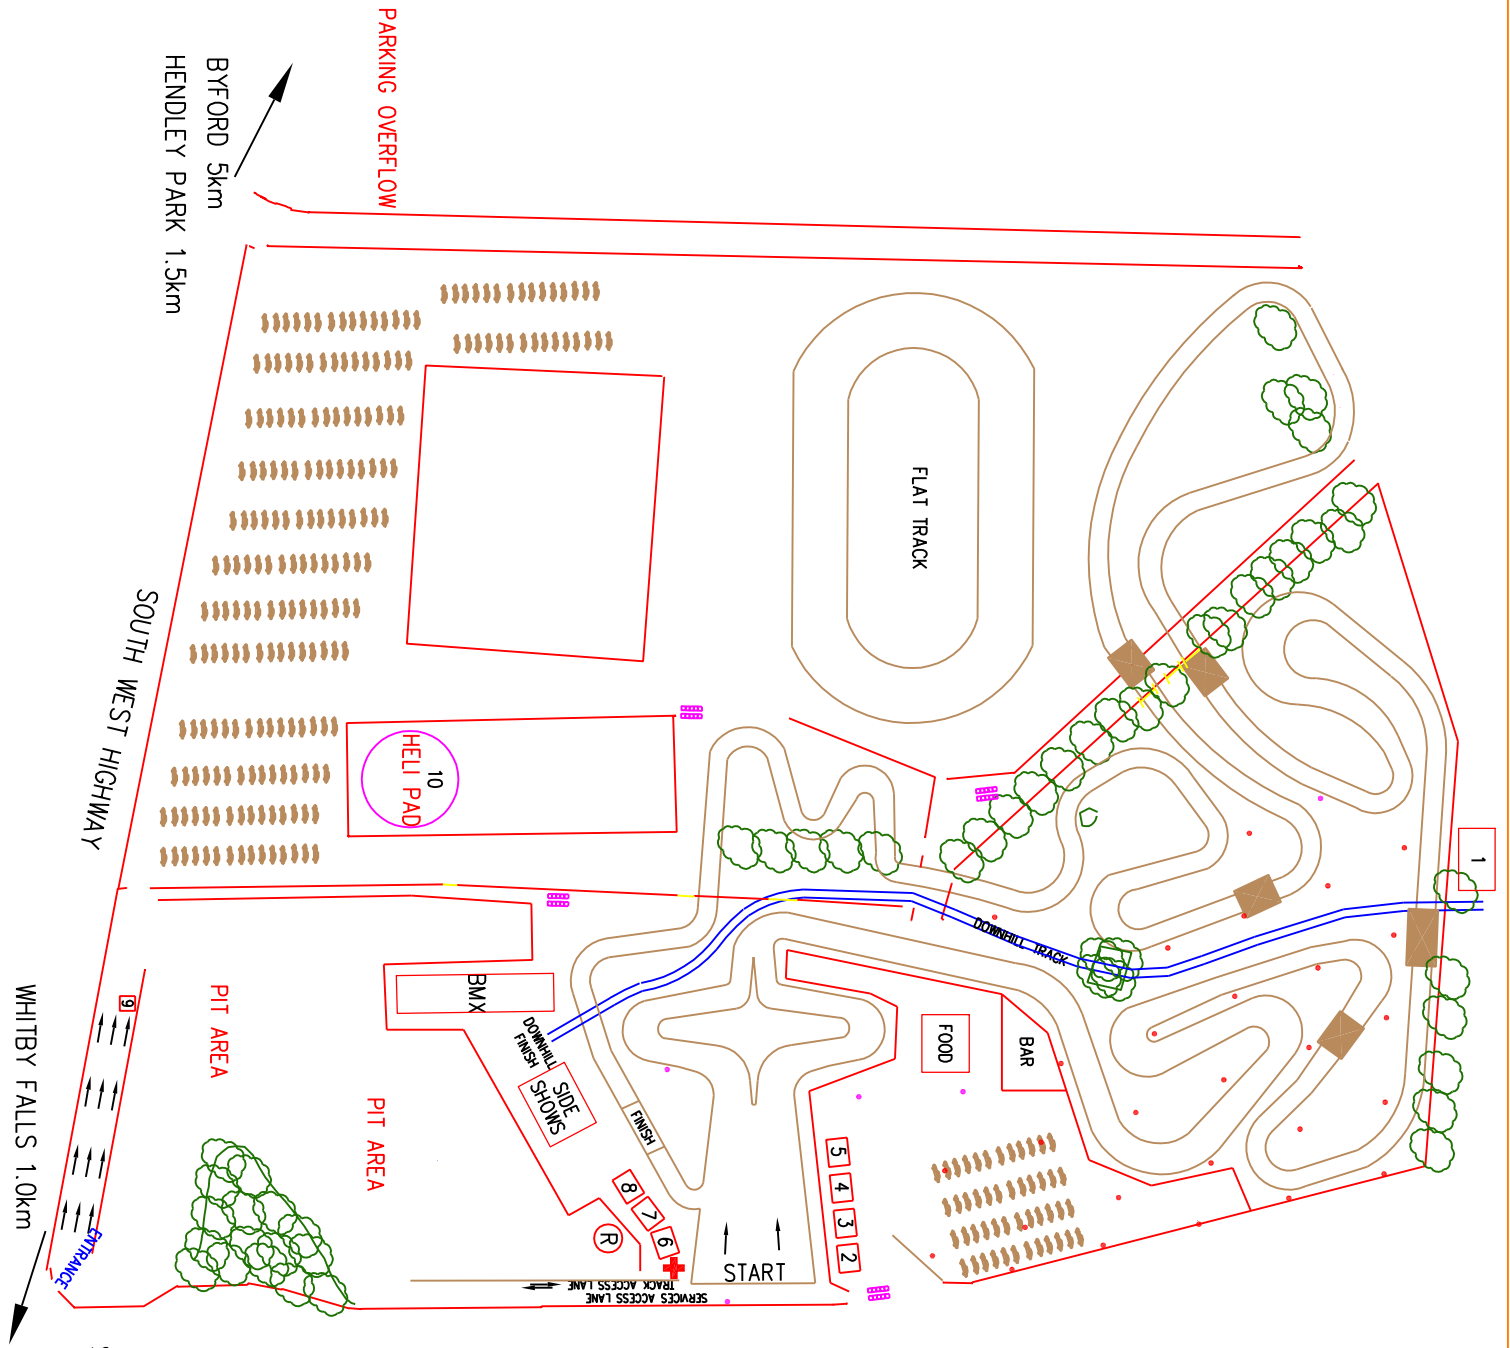 PARKING OVERFLOW
BYFORD 5km
HENDLEY PARK 1.5km
FLAT TRACK
SOUTH WEST HIGHWAY
10
HELI PAD
1
DOWNHILL TRACK
BMX
DOWNHILL
FINISH
SIDE
SHOWS
FINISH
FOOD
BAR
5
4
3
2
8
7
6
R
START
9
PIT AREA
PIT AREA
ENTRANCE
WHITBY FALLS 1.0km
TRACK ACCESS LANE
SERVICES ACCESS LANE